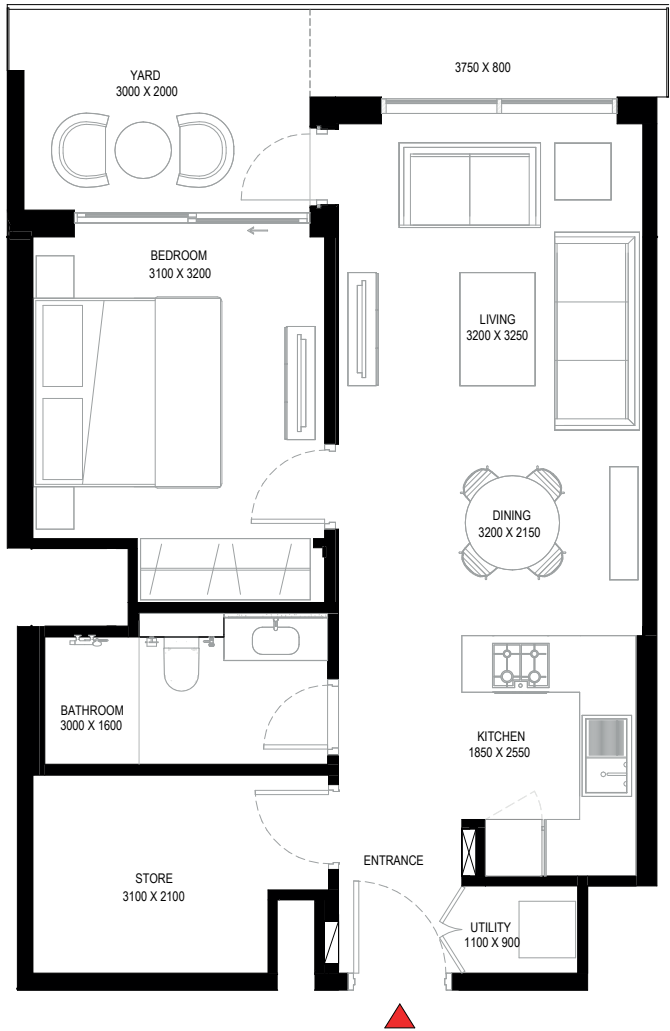 YARD
3000 X 2000
3750 X 800
BEDROOM
3100 X 3200
LIVING
3200 X 3250
DINING
3200 X 2150
BATHROOM
3000 X 1600
KITCHEN
1850 X 2550
ENTRANCE
STORE
3100 X 2100
UTILITY
1100 X 900